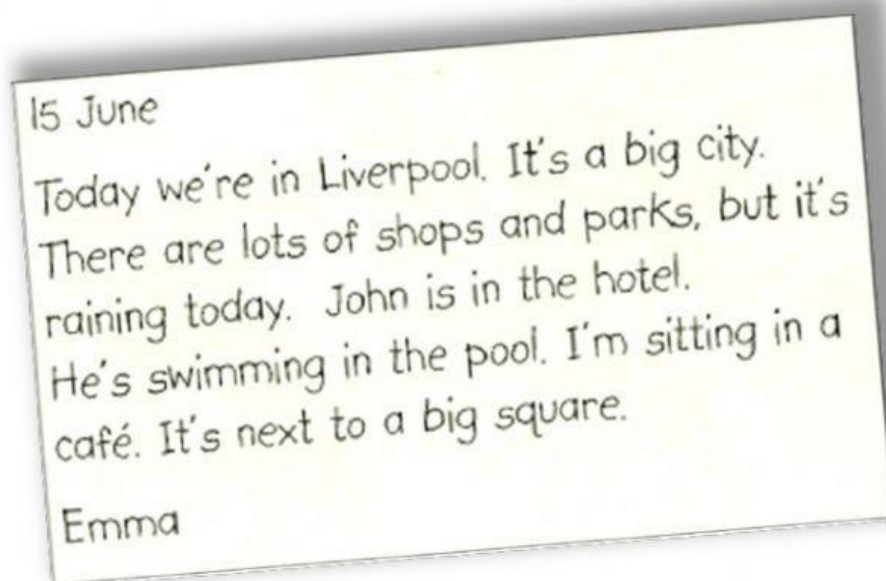 15 June
Today we're in Liverpool. It's a big city.
There are lots of shops and parks, but it's
raining today. John is in the hotel.
He's swimming in the pool. I'm sitting in a
café. It's next to a big square.
Emma